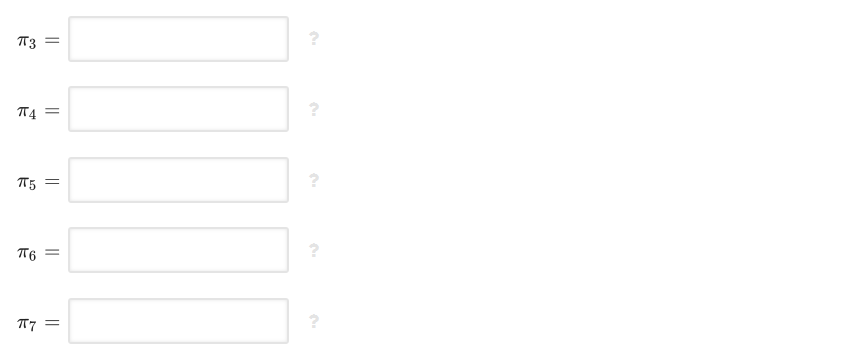 π₃ = ?
π₄ = ?
π₅ = ?
π₆ = ?
π₇ = ?